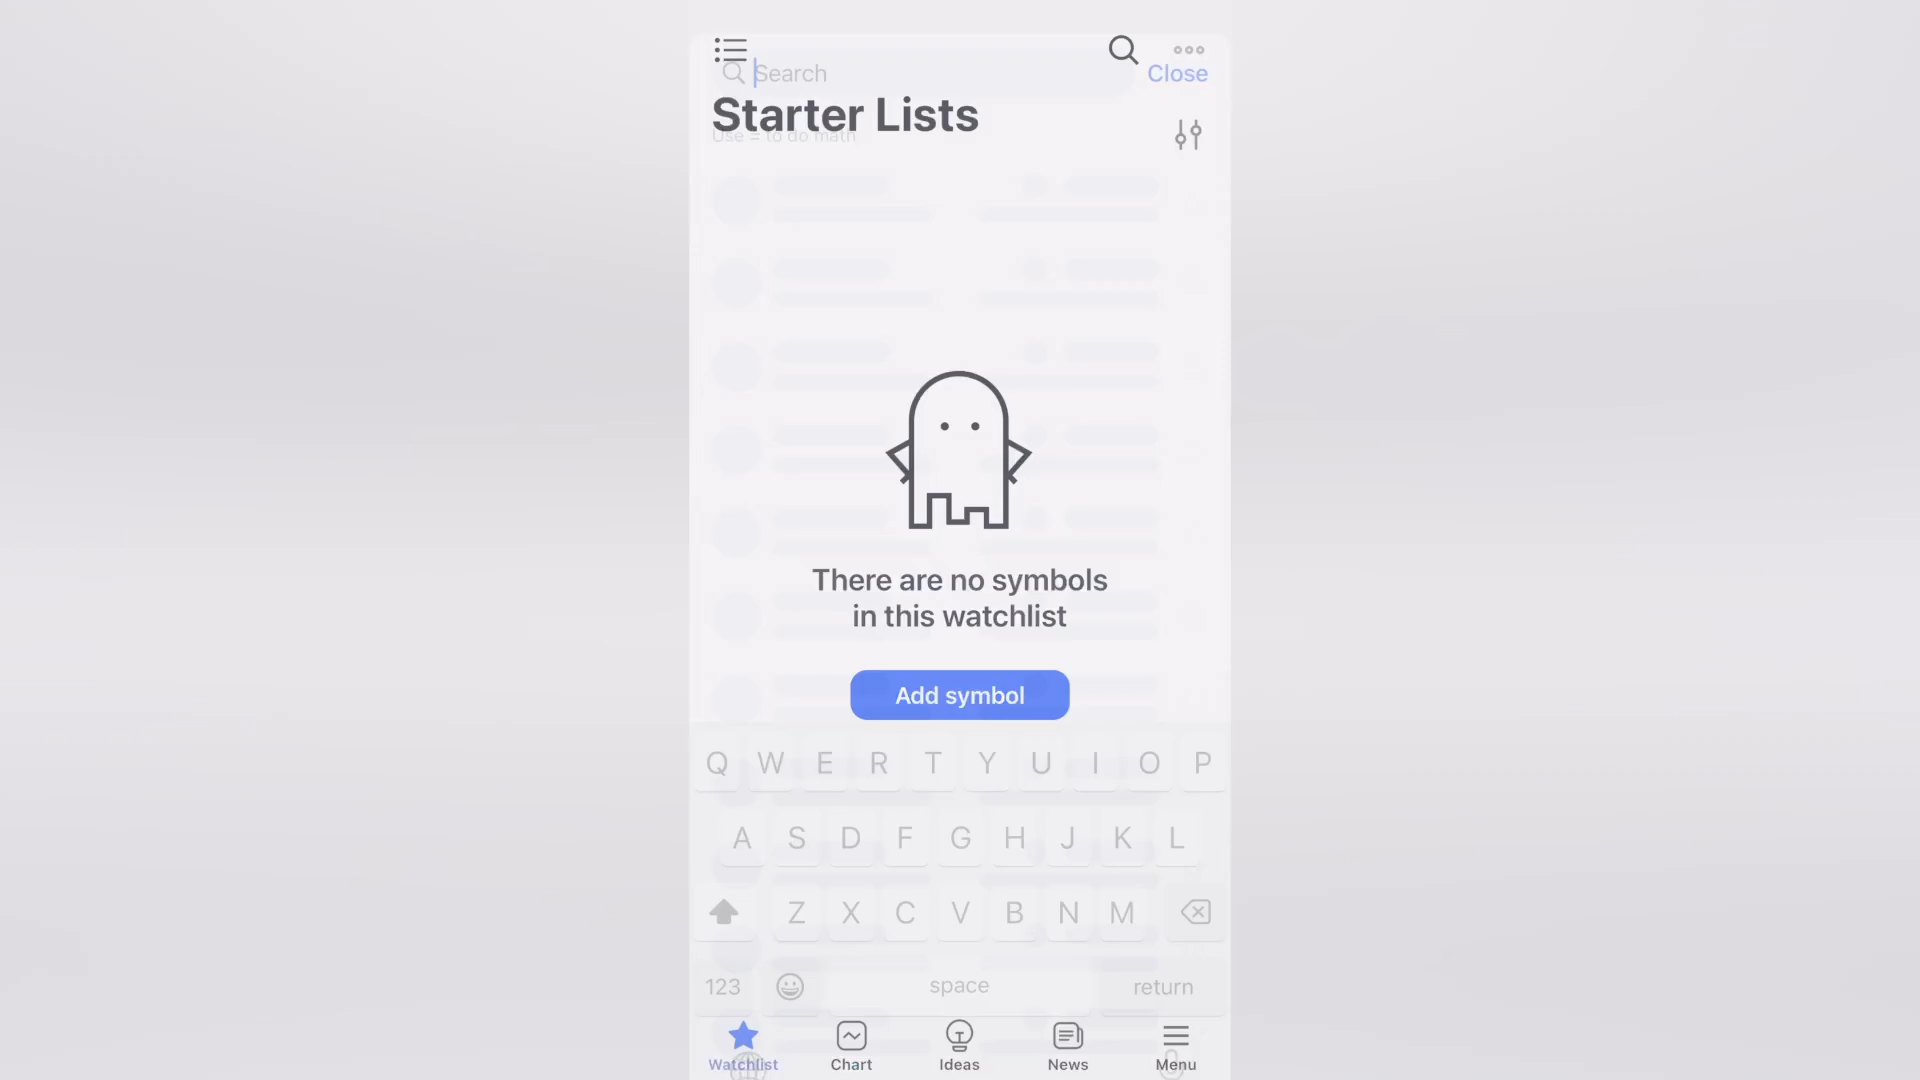 Search
Close
Starter Lists
Use = to do math
There are no symbols
in this watchlist
Add symbol
Q W E R T Y U I O P
A S D F G H J K L
Z X C V B N M
123 space return
Watchlist Chart Ideas News Menu